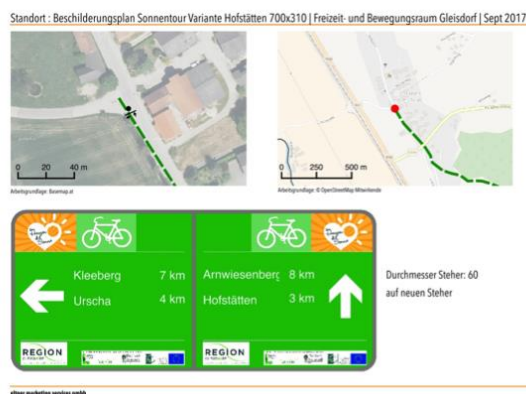 Standort : Beschilderungsplan Sonnentour Variante Hofstätten 700x310 | Freizeit- und Bewegungsraum Gleisdorf | Sept 2017
0 20 40 m
Arbeitsgrundlage: Basemap.at
0 250 500 m
Arbeitsgrundlage: © OpenStreetMap Mitwirkende
Kleeberg 7 km
Urscha 4 km
Arnwiesenberg 8 km
Hofstätten 3 km
REGION
REGION
Durchmesser Steher: 60
auf neuen Steher